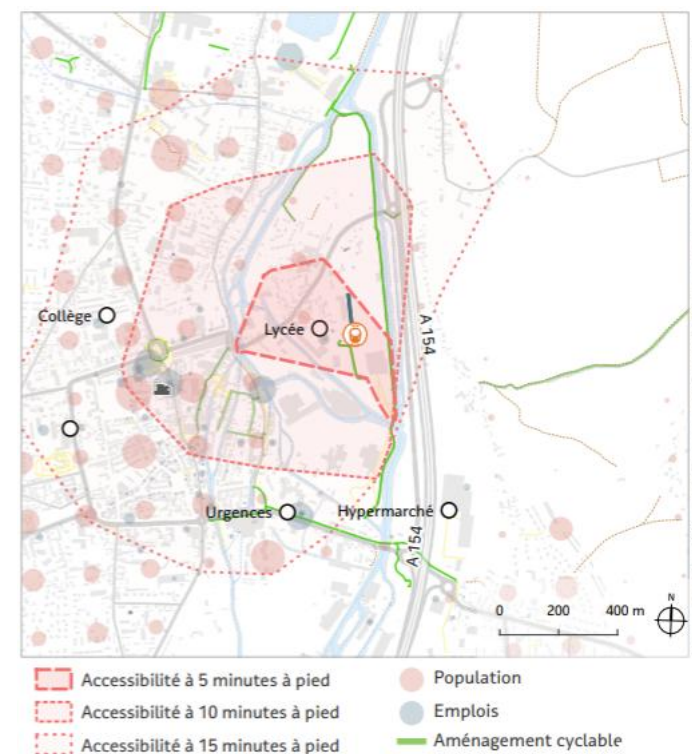 Collège
Lycée
A 154
Urgences
Hypermarché
A 154
0 200 400 m
N
Accessibilité à 5 minutes à pied
Accessibilité à 10 minutes à pied
Accessibilité à 15 minutes à pied
Population
Emplois
Aménagement cyclable